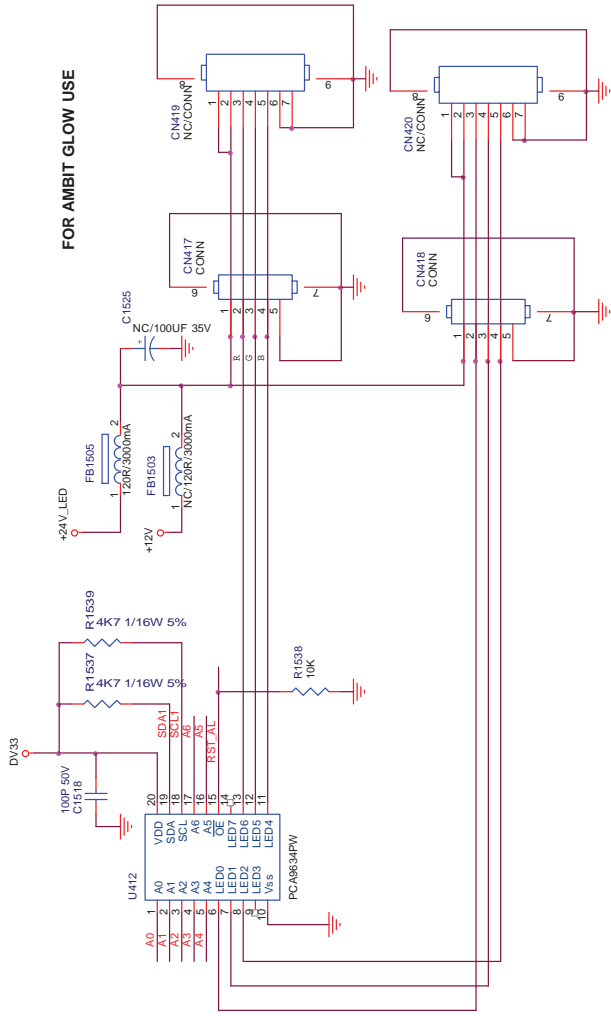 FOR AMBIT GLOW USE
CN419
NC/CONN
8
9
1
2
3
4
5
6
7
CN420
NC/CONN
8
9
1
2
3
4
5
6
7
CN417
CONN
6
7
1
2
3
4
5
R
G
B
CN418
CONN
6
7
1
2
3
4
5
C1525
NC/100UF 35V
+
FB1505
120R/3000mA
1
2
FB1503
NC/120R/3000mA
1
2
+24V_LED
+12V
R1539
4K7 1/16W 5%
R1537
4K7 1/16W 5%
R1538
10K
DV33
100P 50V
C1518
SDA1
SCL1
A6
A5
RST_AL
U412
PCA9634PW
20
19
18
17
16
15
14
13
12
11
VDD
SDA
SCL
A6
A5
OE
LED7
LED6
LED5
LED4
A0
A1
A2
A3
A4
LED0
LED1
LED2
LED3
Vss
1
2
3
4
5
6
7
8
9
10
A0
A1
A2
A3
A4